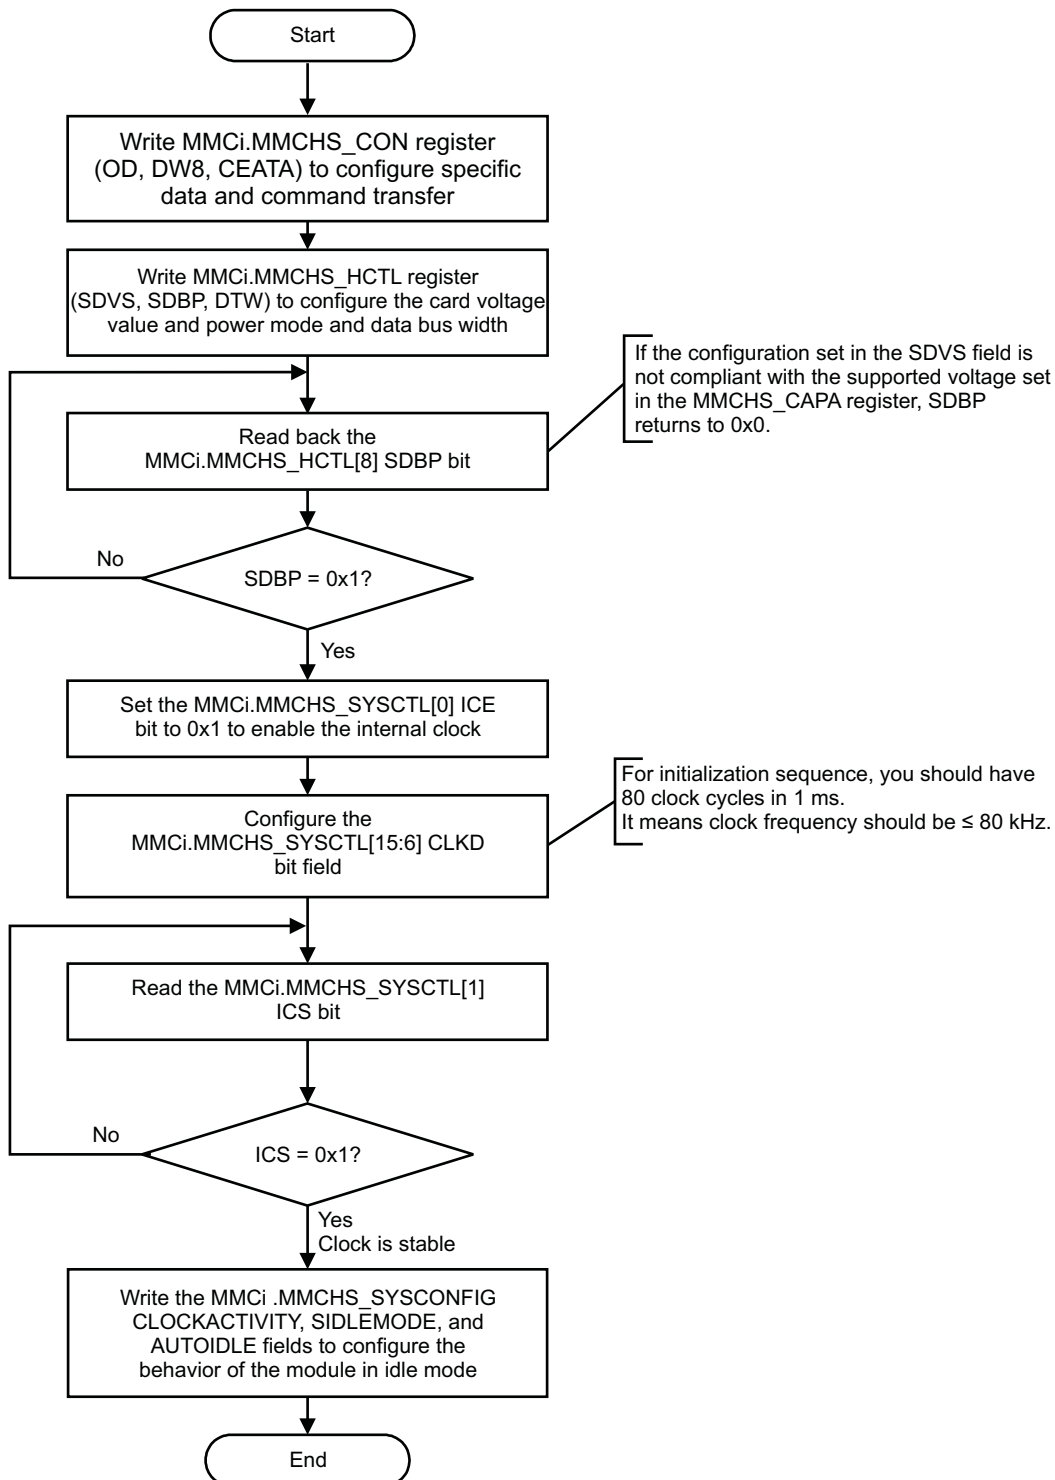 Start
Write MMCi.MMCHS_CON register
(OD, DW8, CEATA) to configure specific
data and command transfer
Write MMCi.MMCHS_HCTL register
(SDVS, SDBP, DTW) to configure the card voltage
value and power mode and data bus width
If the configuration set in the SDVS field is
not compliant with the supported voltage set
in the MMCHS_CAPA register, SDBP
returns to 0x0.
Read back the
MMCi.MMCHS_HCTL[8] SDBP bit
No
SDBP = 0x1?
Yes
Set the MMCi.MMCHS_SYSCTL[0] ICE
bit to 0x1 to enable the internal clock
For initialization sequence, you should have
80 clock cycles in 1 ms.
It means clock frequency should be ≤ 80 kHz.
Configure the
MMCi.MMCHS_SYSCTL[15:6] CLKD
bit field
Read the MMCi.MMCHS_SYSCTL[1]
ICS bit
No
ICS = 0x1?
Yes
Clock is stable
Write the MMCi .MMCHS_SYSCONFIG
CLOCKACTIVITY, SIDLEMODE, and
AUTOIDLE fields to configure the
behavior of the module in idle mode
End